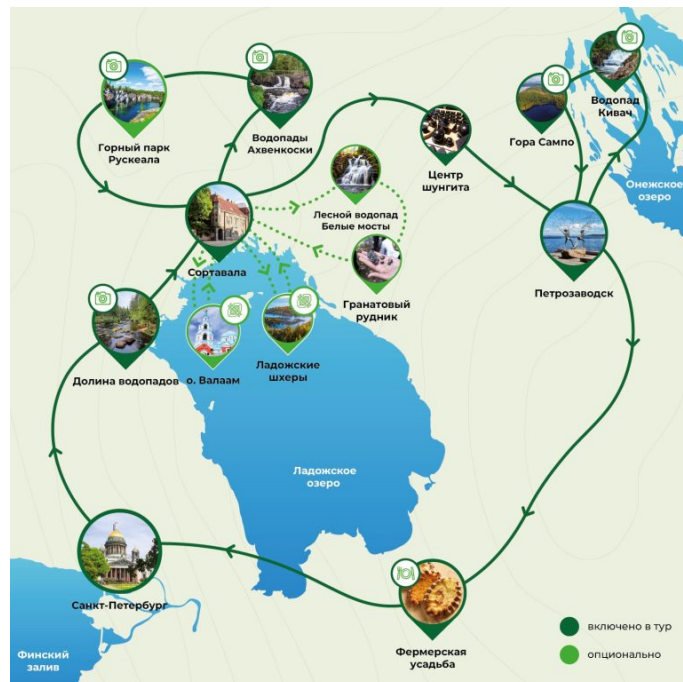 Горный парк
Рускеала
Водопады
Ахвенкоски
Гора Сампо
Водопад
Кивач
Центр
шунгита
Онежское
озеро
Лесной водопад
Белые мосты
Сортавала
Гранатовый
рудник
Петрозаводск
Долина водопадов
о. Валаам
Ладожские
шхеры
Ладожское
озеро
Санкт-Петербург
Финский
залив
Фермерская
усадьба
включено в тур
опционально